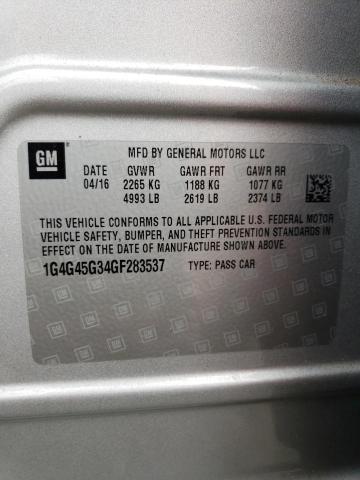 GM
MFD BY GENERAL MOTORS LLC
DATE GVWR GAWR FRT GAWR RR
04/16 2265 KG 1188 KG 1077 KG
4993 LB 2619 LB 2374 LB
THIS VEHICLE CONFORMS TO ALL APPLICABLE U.S. FEDERAL MOTOR
VEHICLE SAFETY, BUMPER, AND THEFT PREVENTION STANDARDS IN
EFFECT ON THE DATE OF MANUFACTURE SHOWN ABOVE.
1G4G45G34GF283537 TYPE: PASS CAR